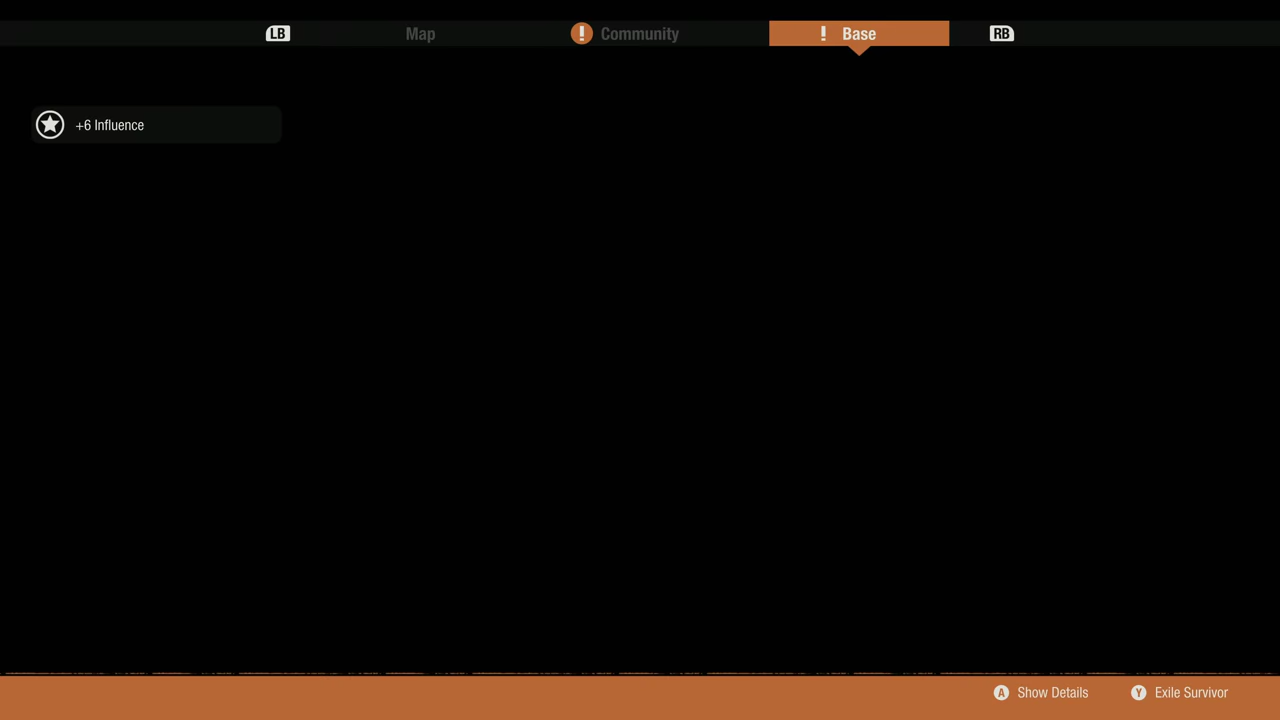 LB
Map
! Community
! Base
RB
+6 Influence
A Show Details
Y Exile Survivor